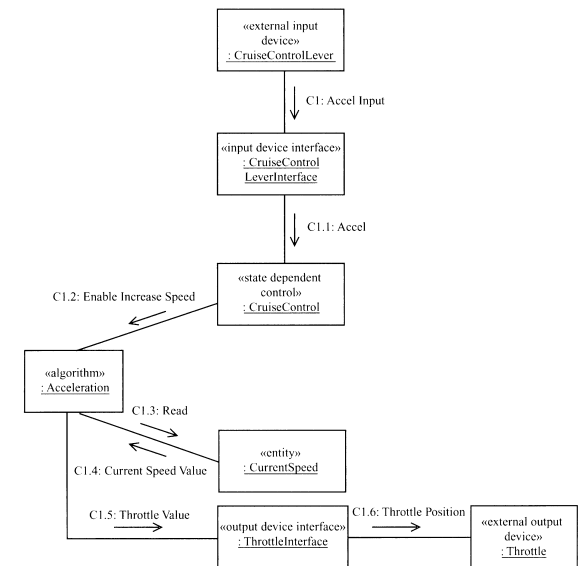 «external input
device»
: CruiseControlLever
C1: Accel Input
«input device interface»
: CruiseControl
LeverInterface
C1.1: Accel
«state dependent
control»
: CruiseControl
C1.2: Enable Increase Speed
«algorithm»
: Acceleration
C1.3: Read
«entity»
: CurrentSpeed
C1.4: Current Speed Value
C1.5: Throttle Value
«output device interface»
: ThrottleInterface
C1.6: Throttle Position
«external output
device»
: Throttle